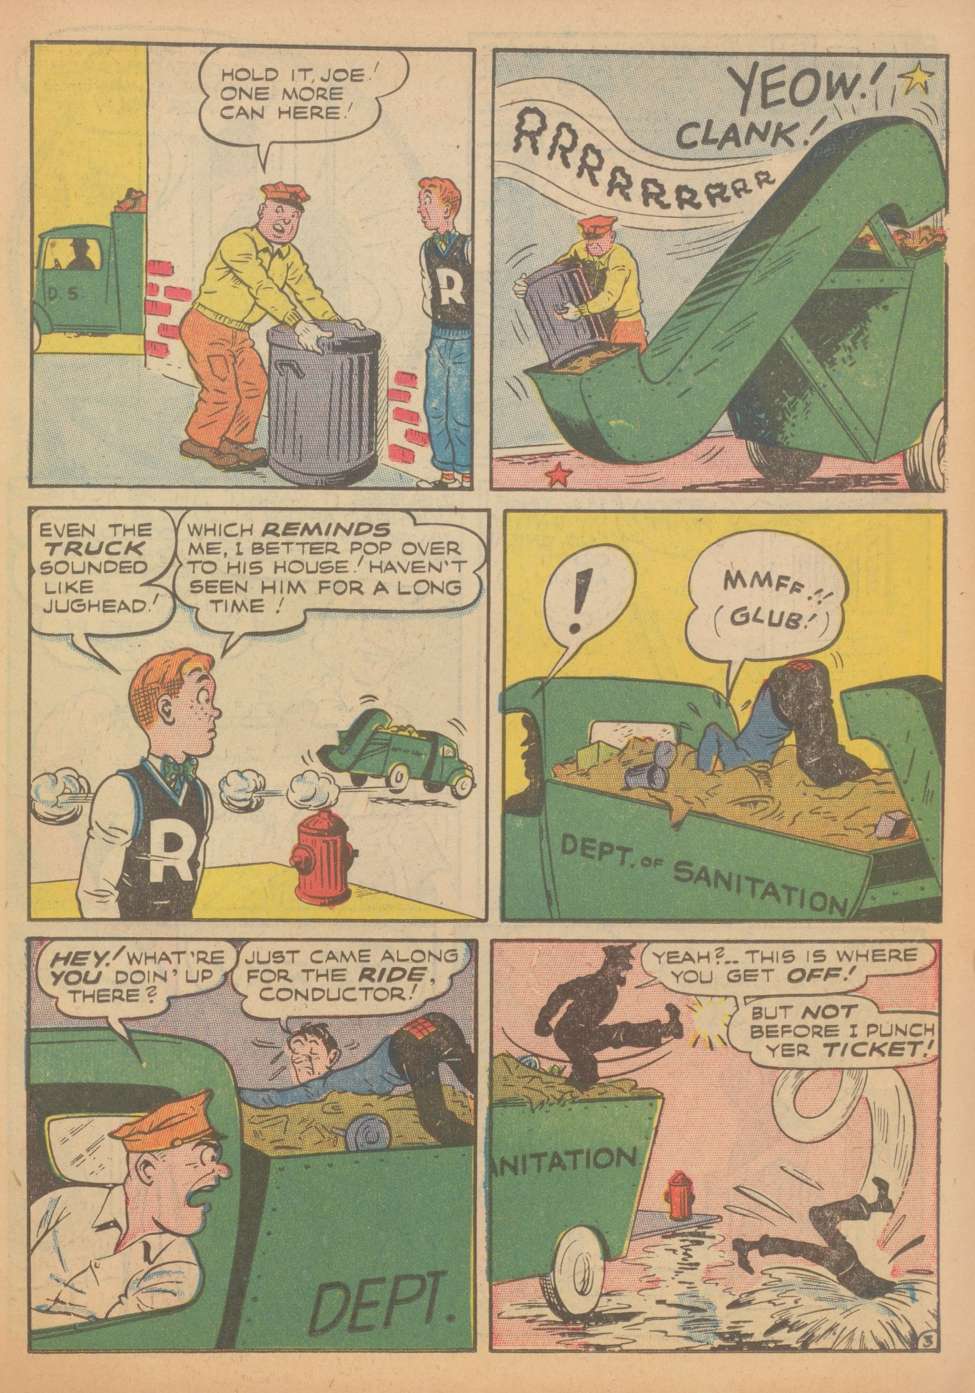 HOLD IT, JOE!
ONE MORE
CAN HERE!
D. S.
R
YEOW!
CLANK!
RRRRRRRRRR
EVEN THE
TRUCK
SOUNDED
LIKE
JUGHEAD!
WHICH REMINDS
ME, I BETTER POP OVER
TO HIS HOUSE! HAVEN'T
SEEN HIM FOR A LONG
TIME!
R
!
MMFF!!
(GLUB!)
DEPT. OF SANITATION
HEY! WHAT'RE
YOU DOIN' UP
THERE?
JUST CAME ALONG
FOR THE RIDE,
CONDUCTOR!
DEPT.
YEAH?.. THIS IS WHERE
YOU GET OFF!
BUT NOT
BEFORE I PUNCH
YER TICKET!
ANITATION
3